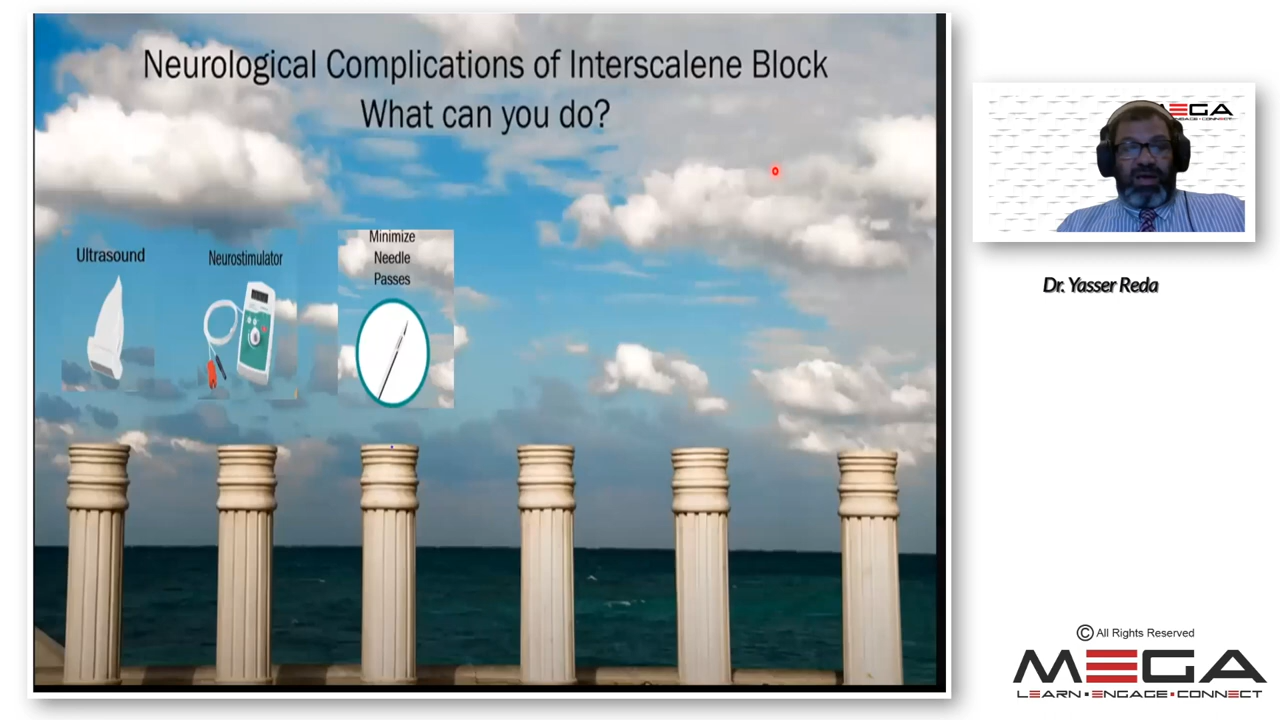 Neurological Complications of Interscalene Block
What can you do?
Ultrasound
Neurostimulator
Minimize
Needle
Passes
EGA
Dr. Yasser Reda
© All Rights Reserved
MEGA
LEARN • ENGAGE • CONNECT